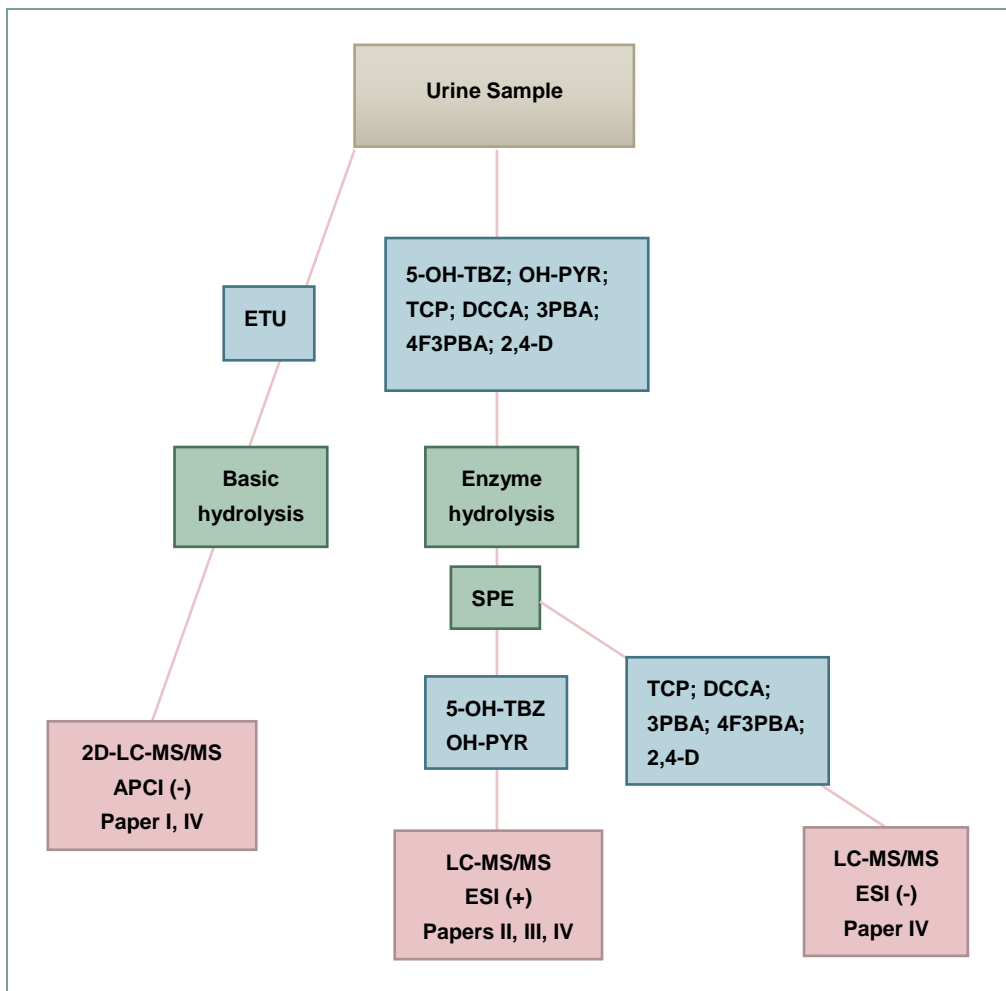 Urine Sample
ETU
5-OH-TBZ; OH-PYR;
TCP; DCCA; 3PBA;
4F3PBA; 2,4-D
Basic
hydrolysis
Enzyme
hydrolysis
SPE
5-OH-TBZ
OH-PYR
TCP; DCCA;
3PBA; 4F3PBA;
2,4-D
2D-LC-MS/MS
APCI (-)
Paper I, IV
LC-MS/MS
ESI (+)
Papers II, III, IV
LC-MS/MS
ESI (-)
Paper IV